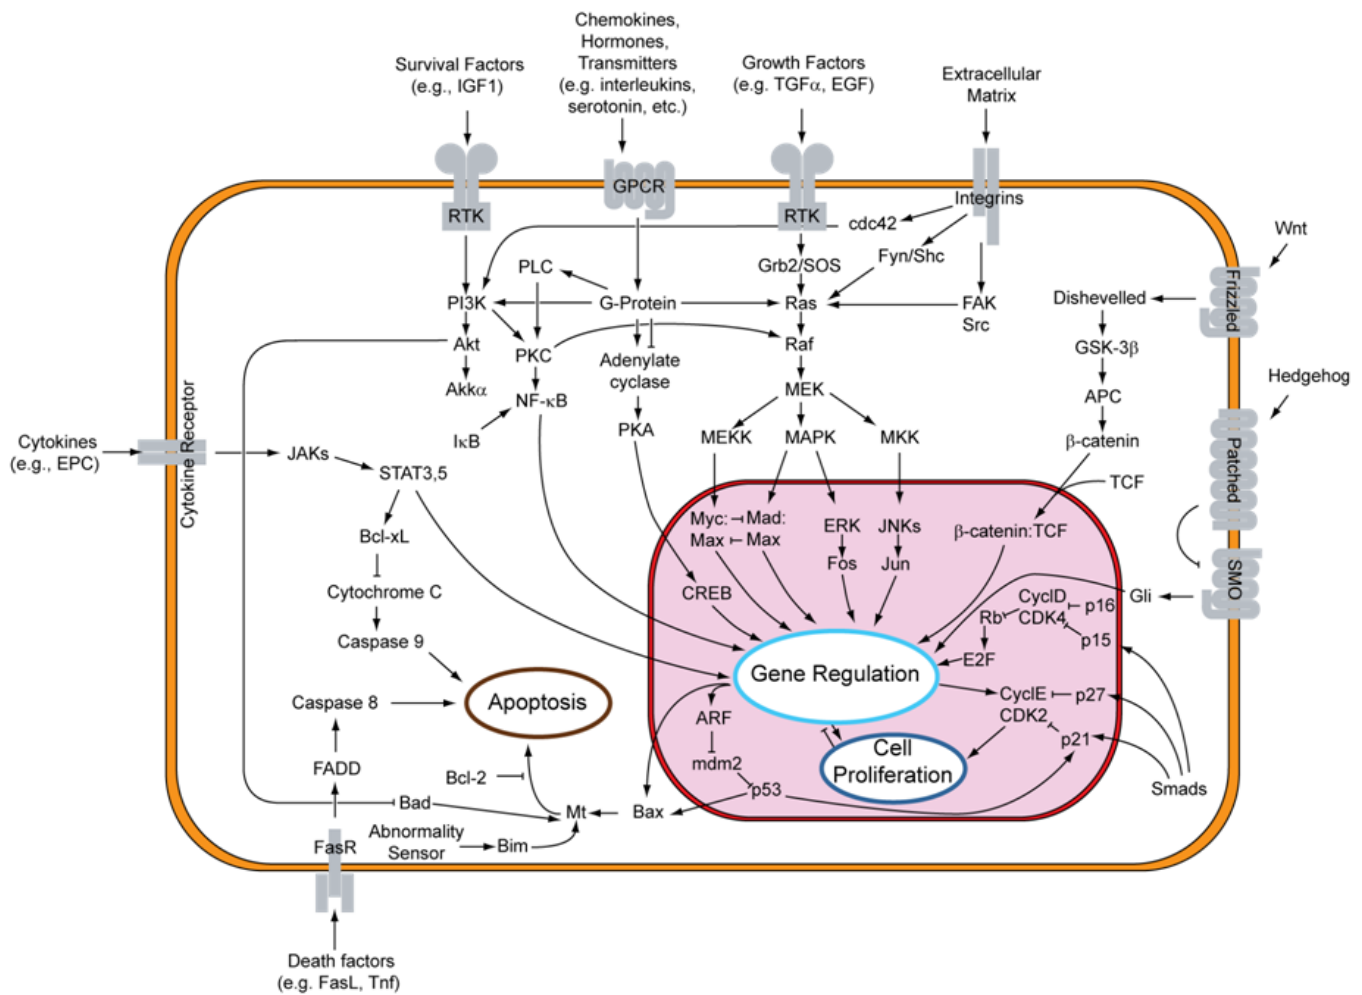 Chemokines,
Hormones,
Transmitters
(e.g. interleukins,
serotonin, etc.)
Survival Factors
(e.g., IGF1)
Growth Factors
(e.g. TGFα, EGF)
Extracellular
Matrix
RTK
GPCR
RTK
Integrins
cdc42
Fyn/Shc
Wnt
Frizzled
PLC
Grb2/SOS
PI3K
G-Protein
Ras
FAK
Src
Dishevelled
Akt
PKC
Raf
GSK-3β
Adenylate
cyclase
Akkα
NF-κB
MEK
APC
Hedgehog
IκB
PKA
MEKK
MAPK
MKK
β-catenin
Patched
Cytokines
(e.g., EPC)
Cytokine Receptor
JAKs
STAT3,5
TCF
Myc:
Mad:
Max
Max
ERK
JNKs
β-catenin:TCF
Bcl-xL
Fos
Jun
SMO
Cytochrome C
CREB
CyclD
p16
Gli
Rb
CDK4
p15
Caspase 9
E2F
Gene Regulation
Caspase 8
Apoptosis
ARF
CyclE
p27
CDK2
p21
Cell
Proliferation
FADD
Bcl-2
mdm2
p53
Smads
Bad
Mt
Bax
Abnormality
Sensor
Bim
FasR
Death factors
(e.g. FasL, Tnf)